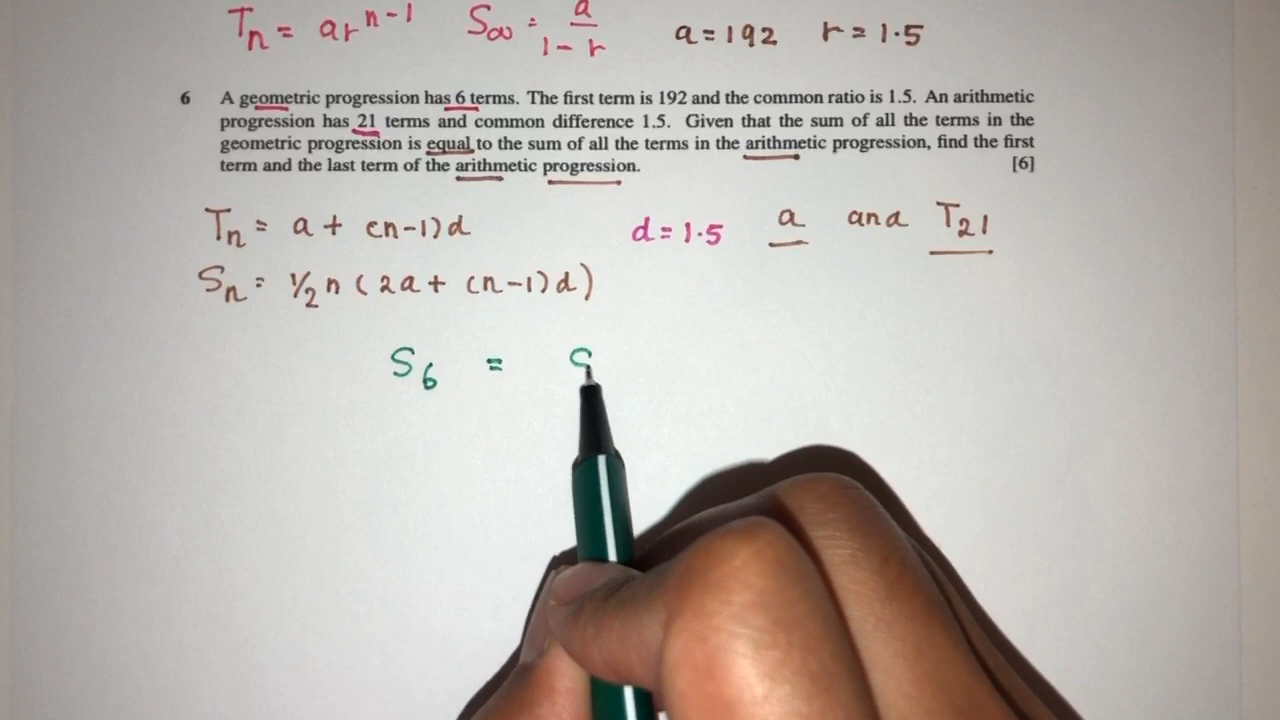 Tn = ar^n-1 S∞ = a/1-r a=192 r=1.5
6 A geometric progression has 6 terms. The first term is 192 and the common ratio is 1.5. An arithmetic
progression has 21 terms and common difference 1.5. Given that the sum of all the terms in the
geometric progression is equal to the sum of all the terms in the arithmetic progression, find the first
term and the last term of the arithmetic progression. [6]
Tn = a + (n-1)d d=1.5 a and T21
Sn = 1/2 n (2a + (n-1)d)
S6 = S